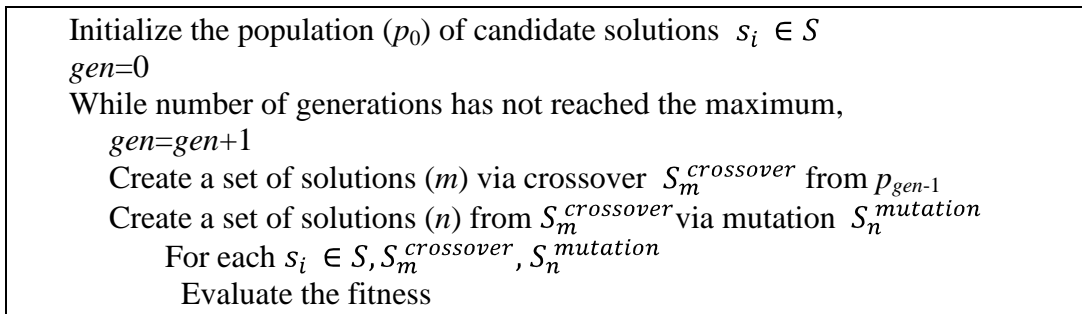 Initialize the population (p₀) of candidate solutions sᵢ ∈ S
gen=0
While number of generations has not reached the maximum,
gen=gen+1
Create a set of solutions (m) via crossover S_m^{crossover} from p_{gen-1}
Create a set of solutions (n) from S_m^{crossover} via mutation S_n^{mutation}
For each sᵢ ∈ S, S_m^{crossover}, S_n^{mutation}
Evaluate the fitness